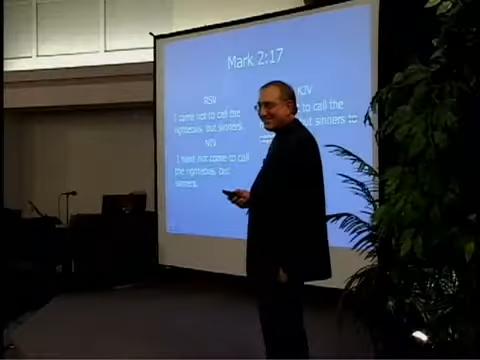 Mark 2:17
RSV
I came not to call the
righteous, but sinners.
NIV
I have not come to call
the righteous, but
sinners.
KJV
to call the
but sinners to